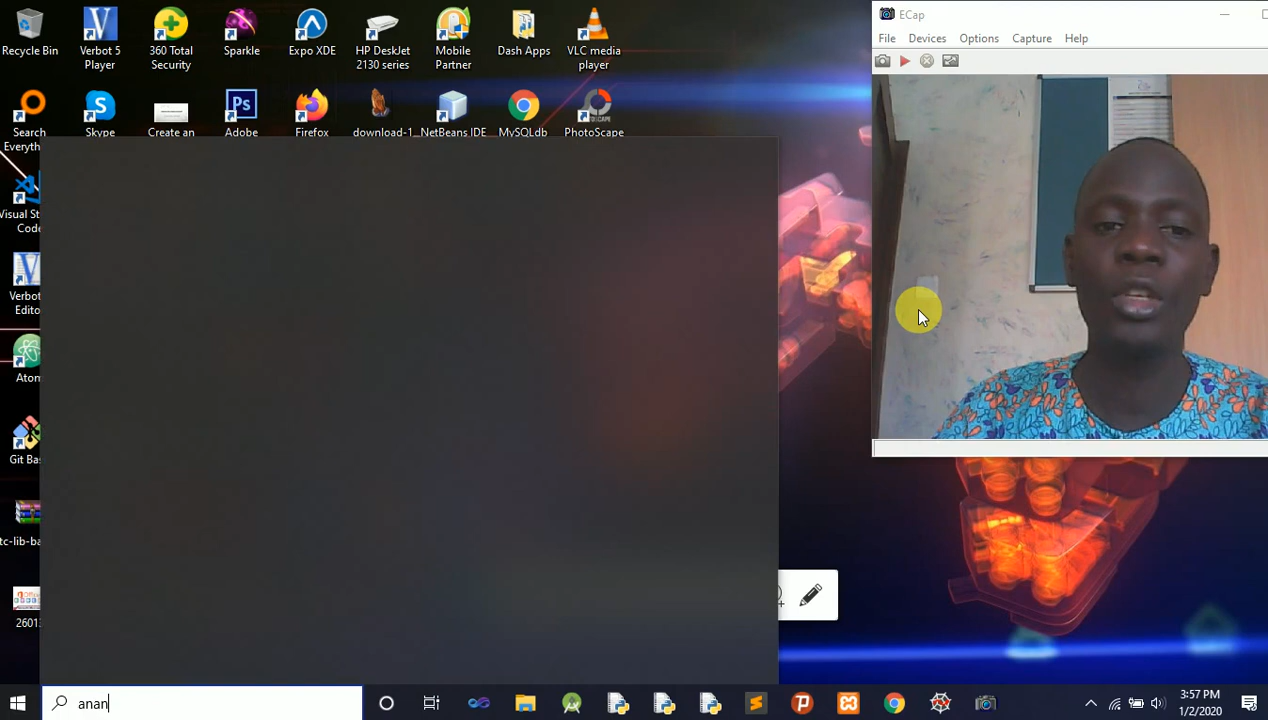 Recycle Bin
Verbot 5 Player
360 Total Security
Sparkle
Expo XDE
HP DeskJet 2130 series
Mobile Partner
Dash Apps
VLC media player
Search Everyth
Skype
Create an
Adobe
Firefox
download-1
NetBeans IDE
MySQLdb
PhotoScape
Visual St
Code
Verbot
Edito
Atom
Git Bas
tc-lib-ba
2601
ECap
File Devices Options Capture Help
anan
3:57 PM
1/2/2020